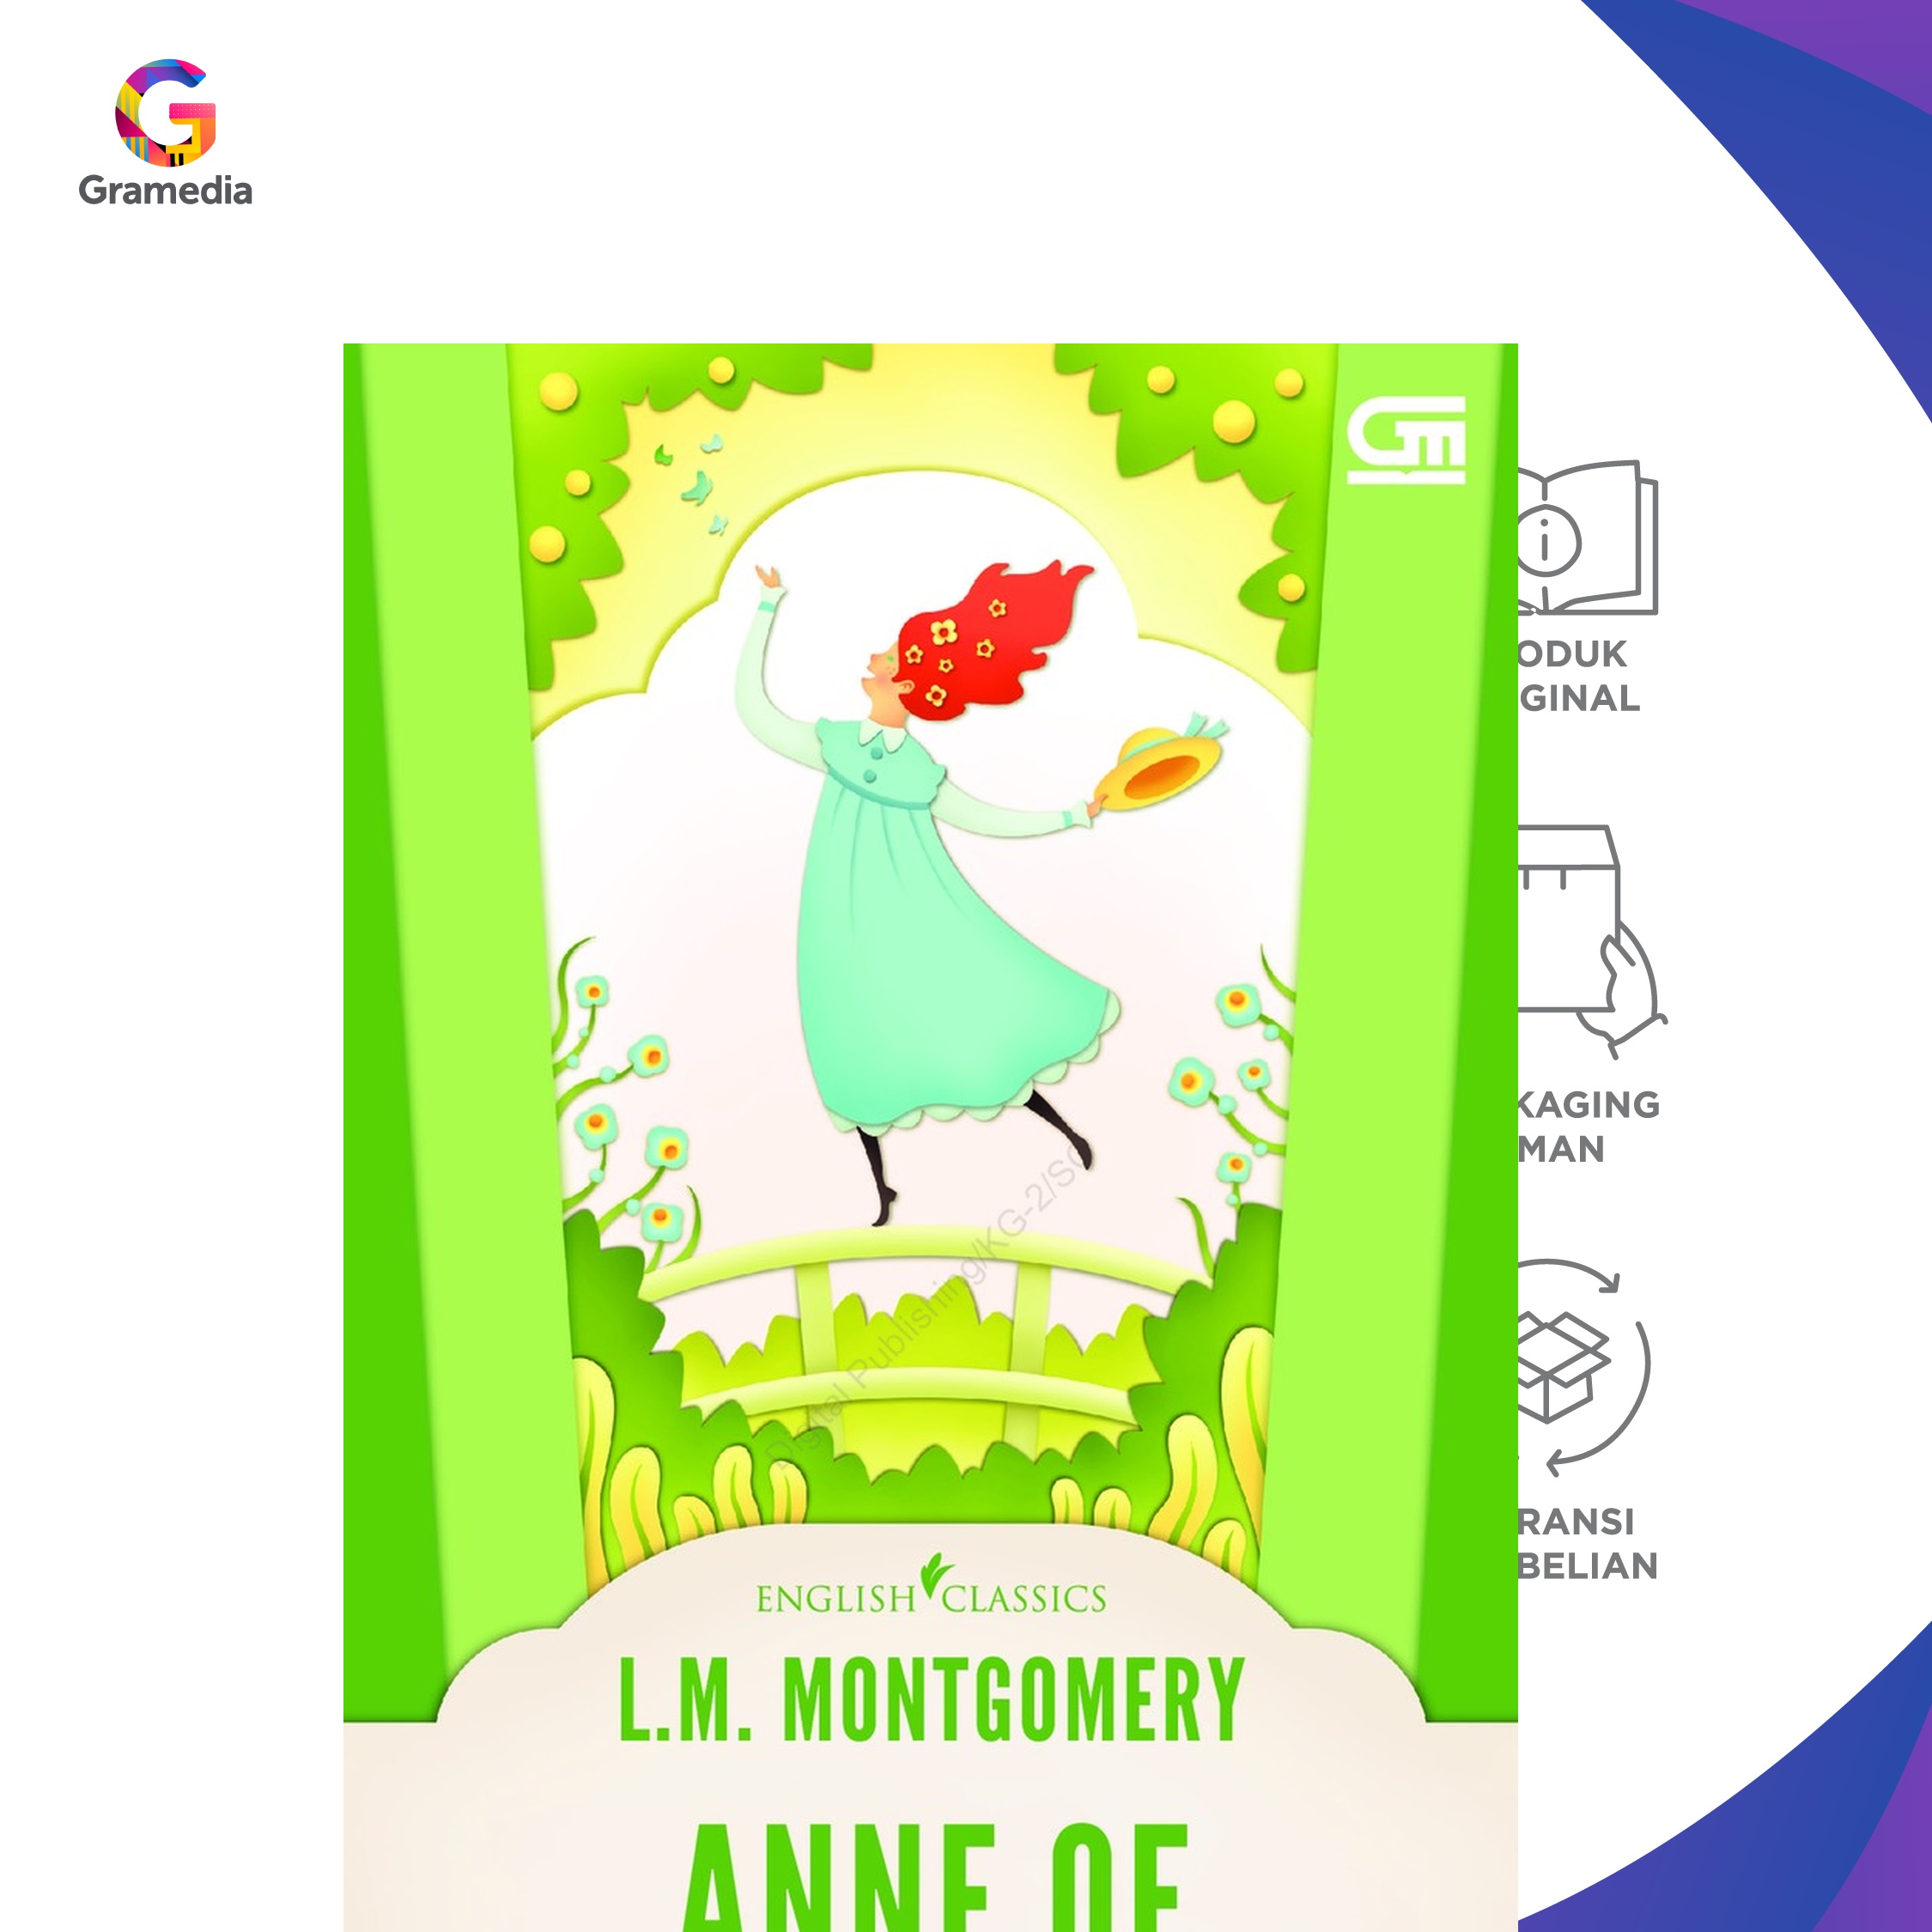 Gramedia
GM
ODUK
GINAL
KAGING
MAN
Digital Publishing/KG-2/SC
RANSI
BELIAN
ENGLISH CLASSICS
L.M. MONTGOMERY
ANNE OF